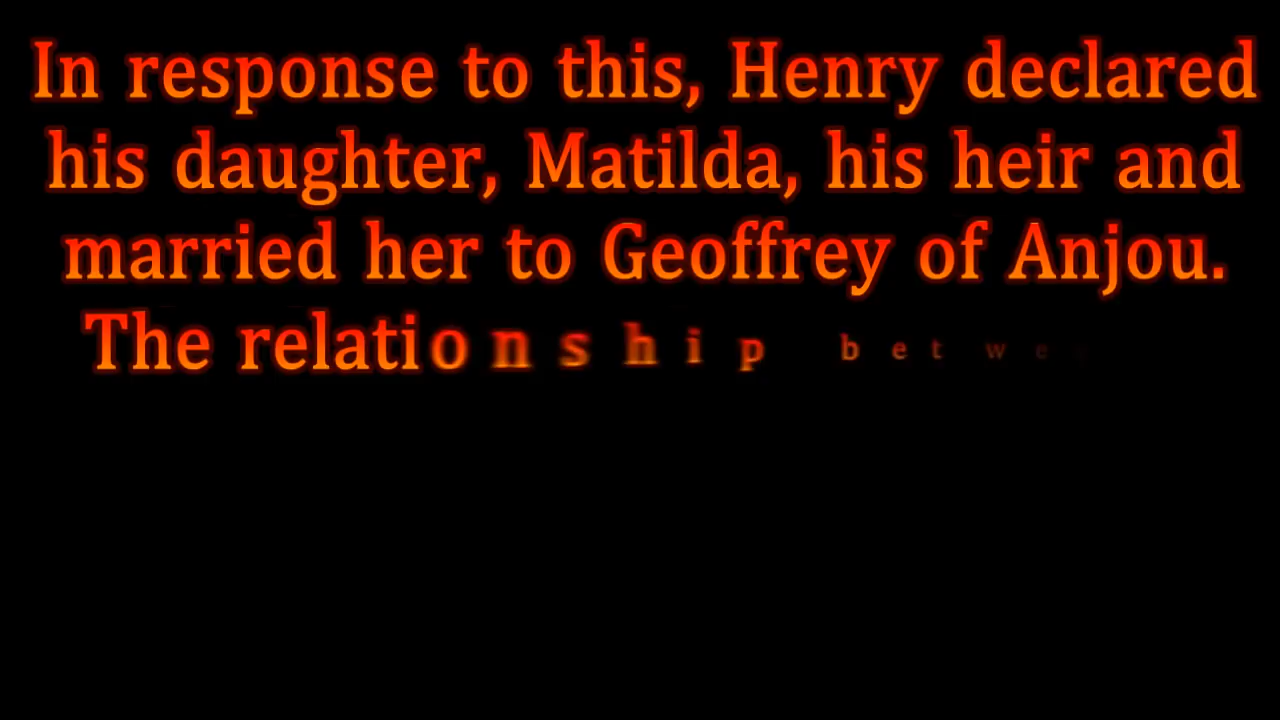 In response to this, Henry declared
his daughter, Matilda, his heir and
married her to Geoffrey of Anjou.
The relationship